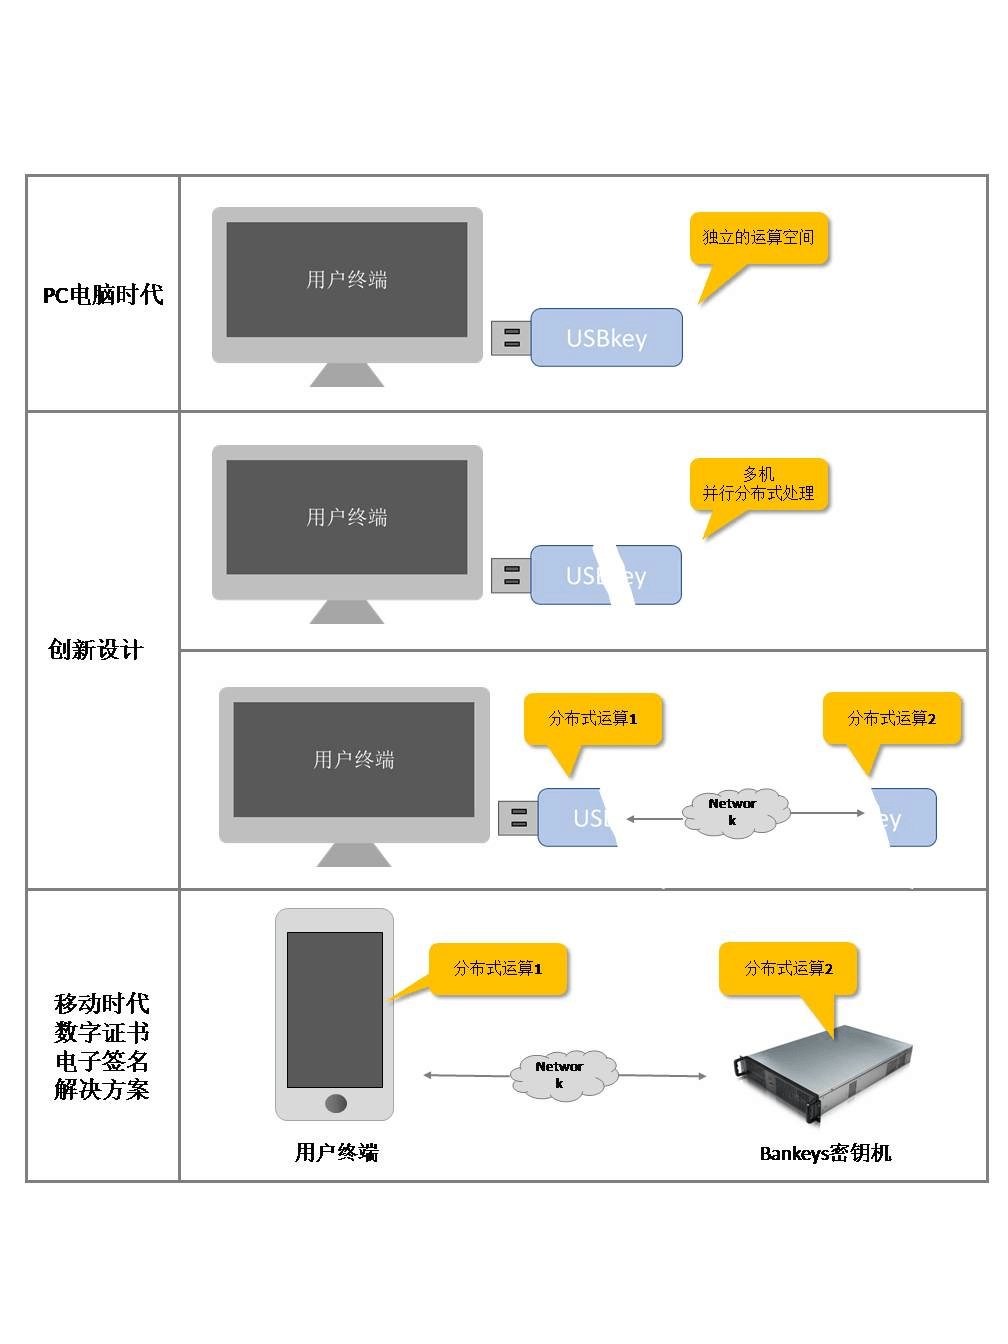 PC电脑时代
用户终端
独立的运算空间
USBkey
创新设计
用户终端
多机
并行分布式处理
USBkey
用户终端
分布式运算1
分布式运算2
USB
Networ
k
ey
移动时代
数字证书
电子签名
解决方案
分布式运算1
分布式运算2
Networ
k
用户终端
Bankeys密钥机